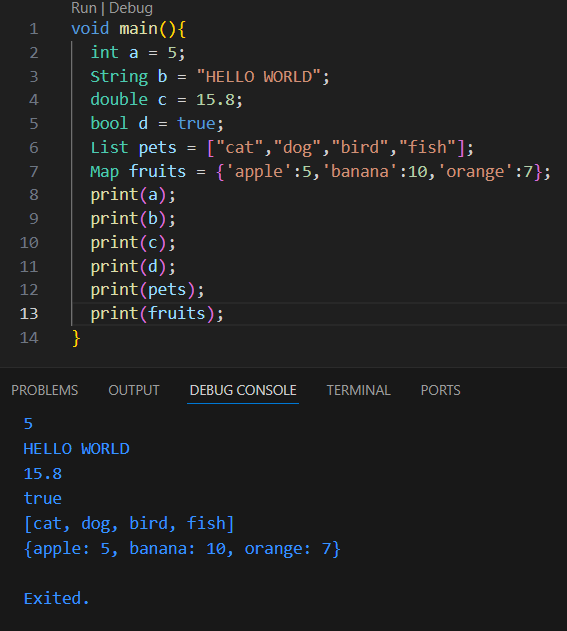 Run | Debug
1 void main(){
2 int a = 5;
3 String b = "HELLO WORLD";
4 double c = 15.8;
5 bool d = true;
6 List pets = ["cat","dog","bird","fish"];
7 Map fruits = {'apple':5,'banana':10,'orange':7};
8 print(a);
9 print(b);
10 print(c);
11 print(d);
12 print(pets);
13 print(fruits);
14 }
PROBLEMS OUTPUT DEBUG CONSOLE TERMINAL PORTS
5
HELLO WORLD
15.8
true
[cat, dog, bird, fish]
{apple: 5, banana: 10, orange: 7}
Exited.